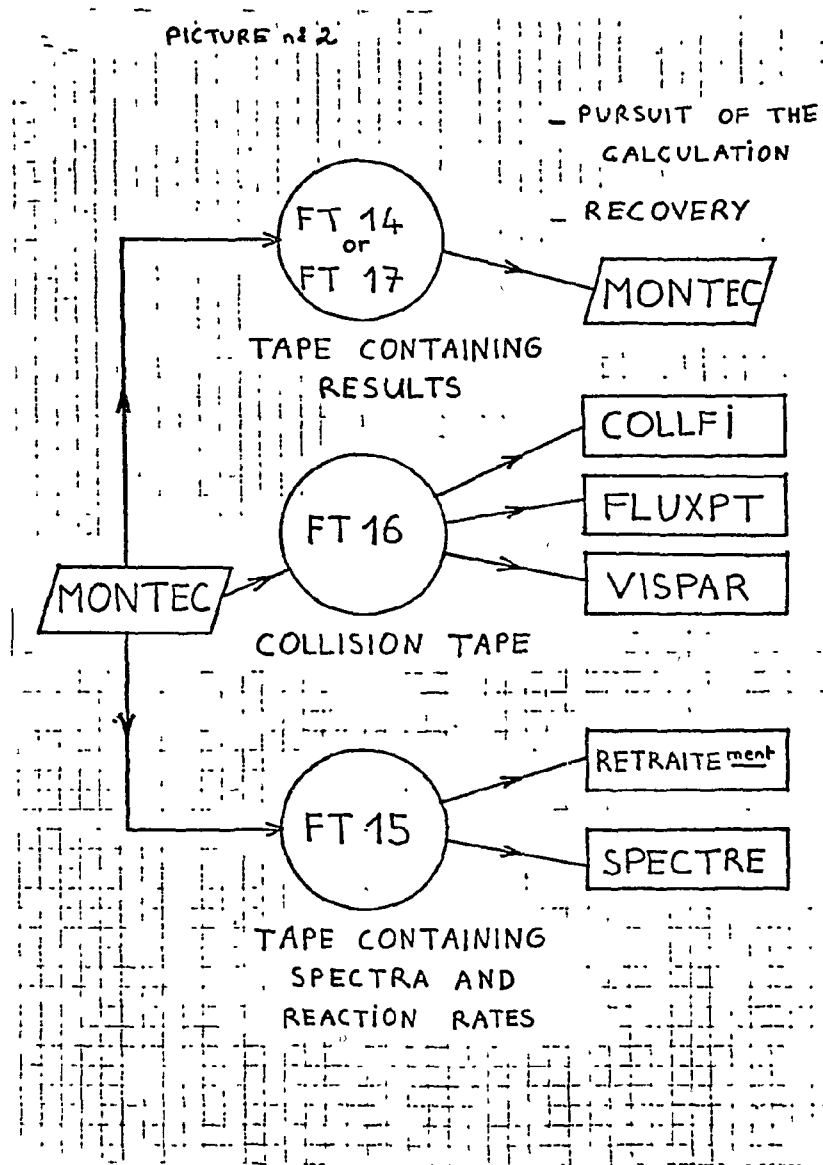 PICTURE n° 2
_ PURSUIT OF THE
CALCULATION
_ RECOVERY
FT 14
or
FT 17
MONTEC
TAPE CONTAINING
RESULTS
COLLFi
FT 16
FLUXPT
VISPAR
MONTEC
COLLISION TAPE
RETRAITEment
FT 15
SPECTRE
TAPE CONTAINING
SPECTRA AND
REACTION RATES